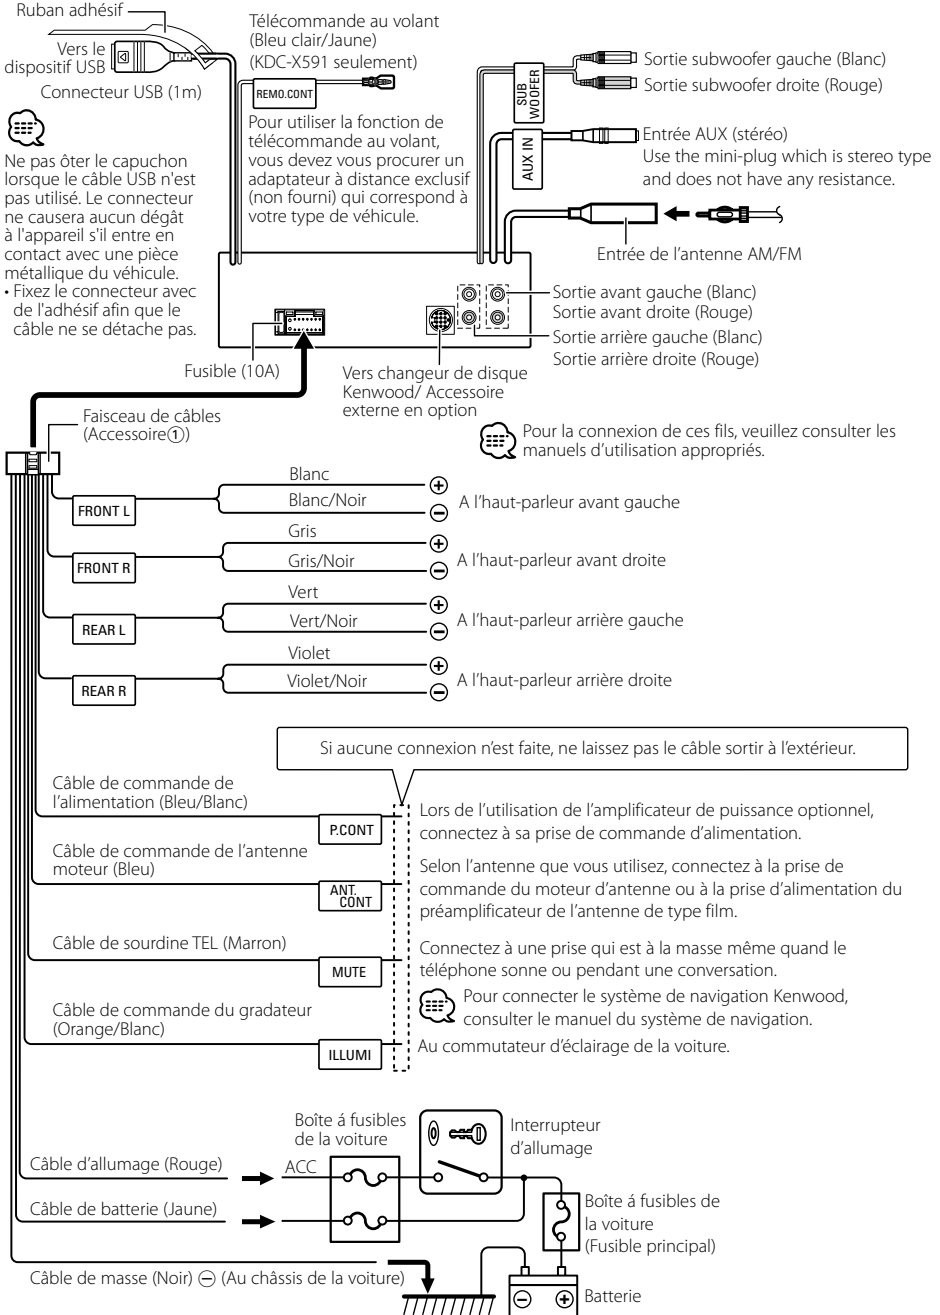 Ruban adhésif
Vers le
dispositif USB
Connecteur USB (1m)
Ne pas ôter le capuchon
lorsque le câble USB n'est
pas utilisé. Le connecteur
ne causera aucun dégât
à l'appareil s'il entre en
contact avec une pièce
métallique du véhicule.
• Fixez le connecteur avec
de l'adhésif afin que le
câble ne se détache pas.
Télécommande au volant
(Bleu clair/Jaune)
(KDC-X591 seulement)
REMO.CONT
Pour utiliser la fonction de
télécommande au volant,
vous devez vous procurer un
adaptateur à distance exclusif
(non fourni) qui correspond à
votre type de véhicule.
SUB
WOOFER
Sortie subwoofer gauche (Blanc)
Sortie subwoofer droite (Rouge)
AUX IN
Entrée AUX (stéréo)
Use the mini-plug which is stereo type
and does not have any resistance.
Entrée de l’antenne AM/FM
Sortie avant gauche (Blanc)
Sortie avant droite (Rouge)
Sortie arrière gauche (Blanc)
Sortie arrière droite (Rouge)
Fusible (10A)
Vers changeur de disque
Kenwood/ Accessoire
externe en option
Faisceau de câbles
(Accessoire①)
Pour la connexion de ces fils, veuillez consulter les
manuels d’utilisation appropriés.
FRONT L
Blanc
Blanc/Noir
⊕
⊖
A l’haut-parleur avant gauche
FRONT R
Gris
Gris/Noir
⊕
⊖
A l’haut-parleur avant droite
REAR L
Vert
Vert/Noir
⊕
⊖
A l’haut-parleur arrière gauche
REAR R
Violet
Violet/Noir
⊕
⊖
A l’haut-parleur arrière droite
Si aucune connexion n’est faite, ne laissez pas le câble sortir à l’extérieur.
Câble de commande de
l’alimentation (Bleu/Blanc)
P.CONT
Lors de l’utilisation de l’amplificateur de puissance optionnel,
connectez à sa prise de commande d’alimentation.
Câble de commande de l’antenne
moteur (Bleu)
ANT.
CONT
Selon l’antenne que vous utilisez, connectez à la prise de
commande du moteur d’antenne ou à la prise d’alimentation du
préamplificateur de l’antenne de type film.
Câble de sourdine TEL (Marron)
MUTE
Connectez à une prise qui est à la masse même quand le
téléphone sonne ou pendant une conversation.
Pour connecter le système de navigation Kenwood,
consulter le manuel du système de navigation.
Câble de commande du gradateur
(Orange/Blanc)
ILLUMI
Au commutateur d’éclairage de la voiture.
Boîte á fusibles
de la voiture
Interrupteur
d’allumage
Câble d’allumage (Rouge)
ACC
Câble de batterie (Jaune)
Boîte á fusibles de
la voiture
(Fusible principal)
Câble de masse (Noir) ⊖ (Au châssis de la voiture)
⊖ ⊕
Batterie